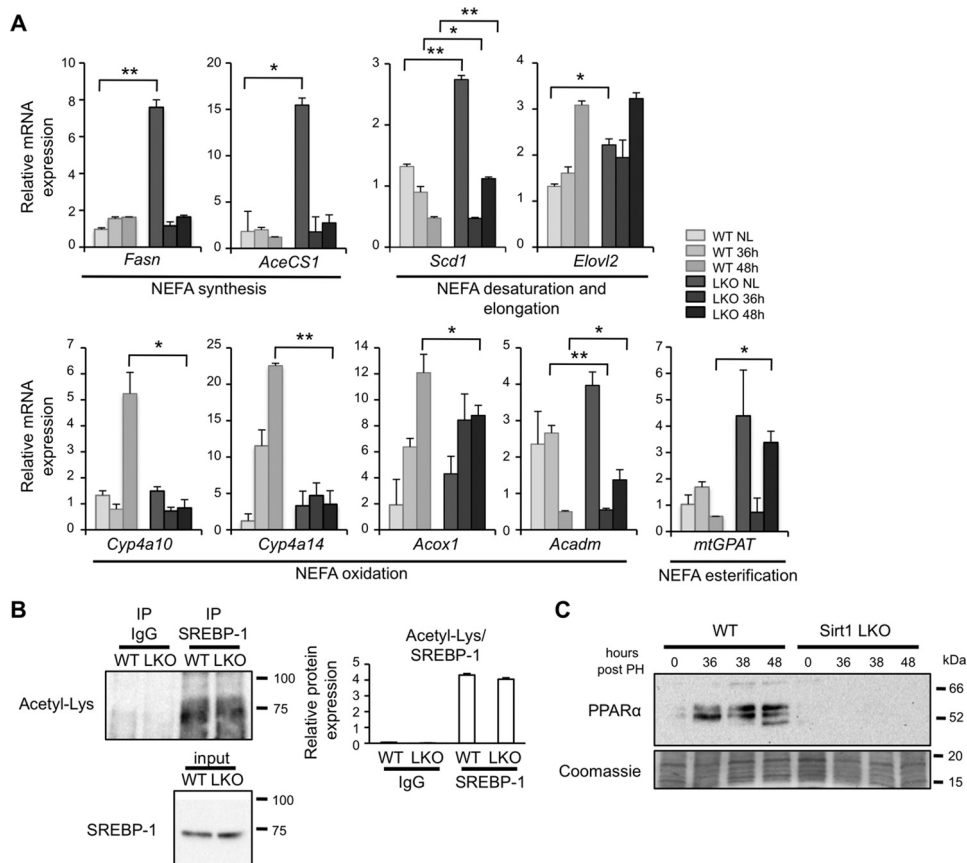 A
** 
*
**
**
*
*
10
8
6
4
2
0
20
15
10
5
0
3
2
1
0
4
3
2
1
0
Relative mRNA
expression
Fasn
AceCS1
Scd1
Elovl2
NEFA synthesis
NEFA desaturation and
elongation
WT NL
WT 36h
WT 48h
LKO NL
LKO 36h
LKO 48h
*
**
*
*
**
*
7
6
5
4
3
2
1
0
25
20
15
10
5
0
14
12
10
8
6
4
2
0
5
4
3
2
1
0
7
6
5
4
3
2
1
0
Relative mRNA
expression
Cyp4a10
Cyp4a14
Acox1
Acadm
mtGPAT
NEFA oxidation
NEFA esterification
B
IP IP
IgG SREBP-1
WT LKO WT LKO
100
75
Acetyl-Lys
input
WT LKO
100
75
SREBP-1
Acetyl-Lys/
SREBP-1
Relative protein
expression
5
4
3
2
1
0
WT LKO WT LKO
IgG SREBP-1
C
WT Sirt1 LKO
hours
post PH
0 36 38 48 0 36 38 48 kDa
66
PPARα
52
20
Coomassie
15